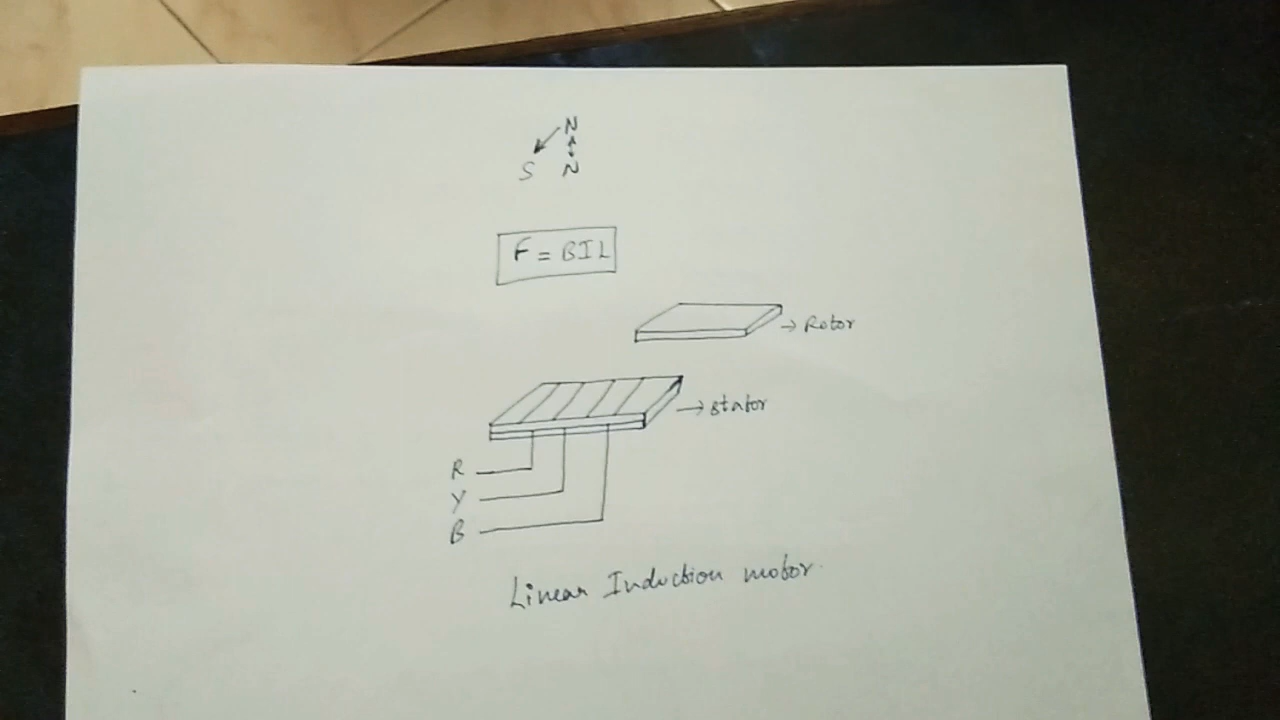 N
S N
F = BIL
→ Rotor
→ stator
R
Y
B
Linear Induction motor